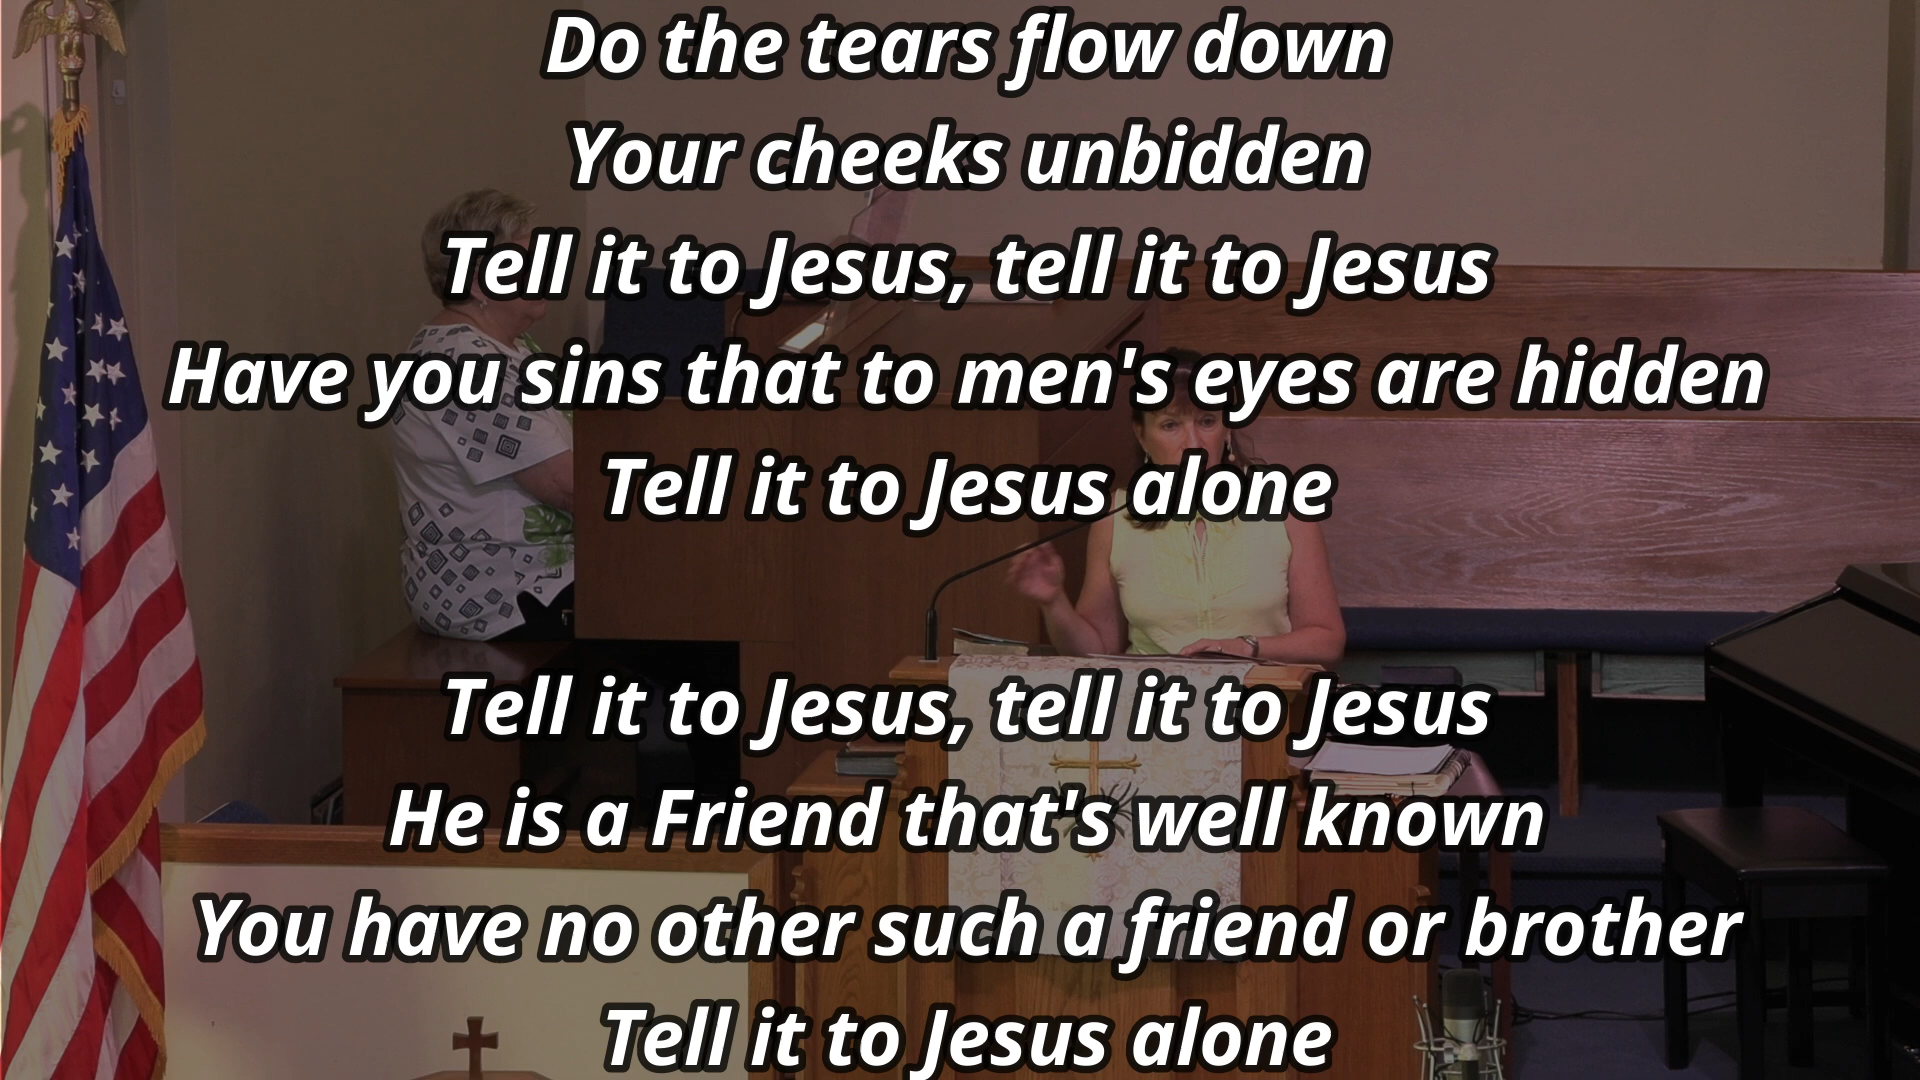 Do the tears flow down
Your cheeks unbidden
Tell it to Jesus, tell it to Jesus
Have you sins that to men's eyes are hidden
Tell it to Jesus alone
Tell it to Jesus, tell it to Jesus
He is a Friend that's well known
You have no other such a friend or brother
Tell it to Jesus alone